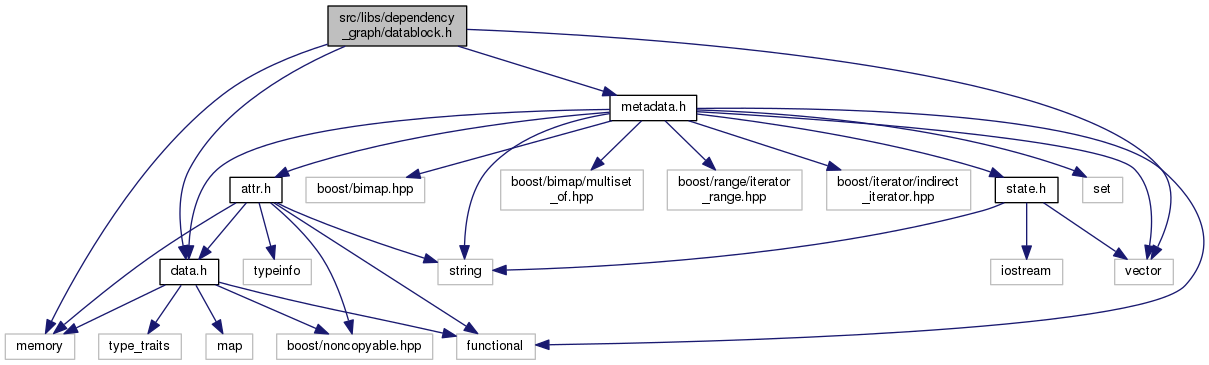 src/libs/dependency
_graph/datablock.h
metadata.h
attr.h
boost/bimap.hpp
boost/bimap/multiset
_of.hpp
boost/range/iterator
_range.hpp
boost/iterator/indirect
_iterator.hpp
state.h
set
data.h
typeinfo
string
iostream
vector
memory
type_traits
map
boost/noncopyable.hpp
functional